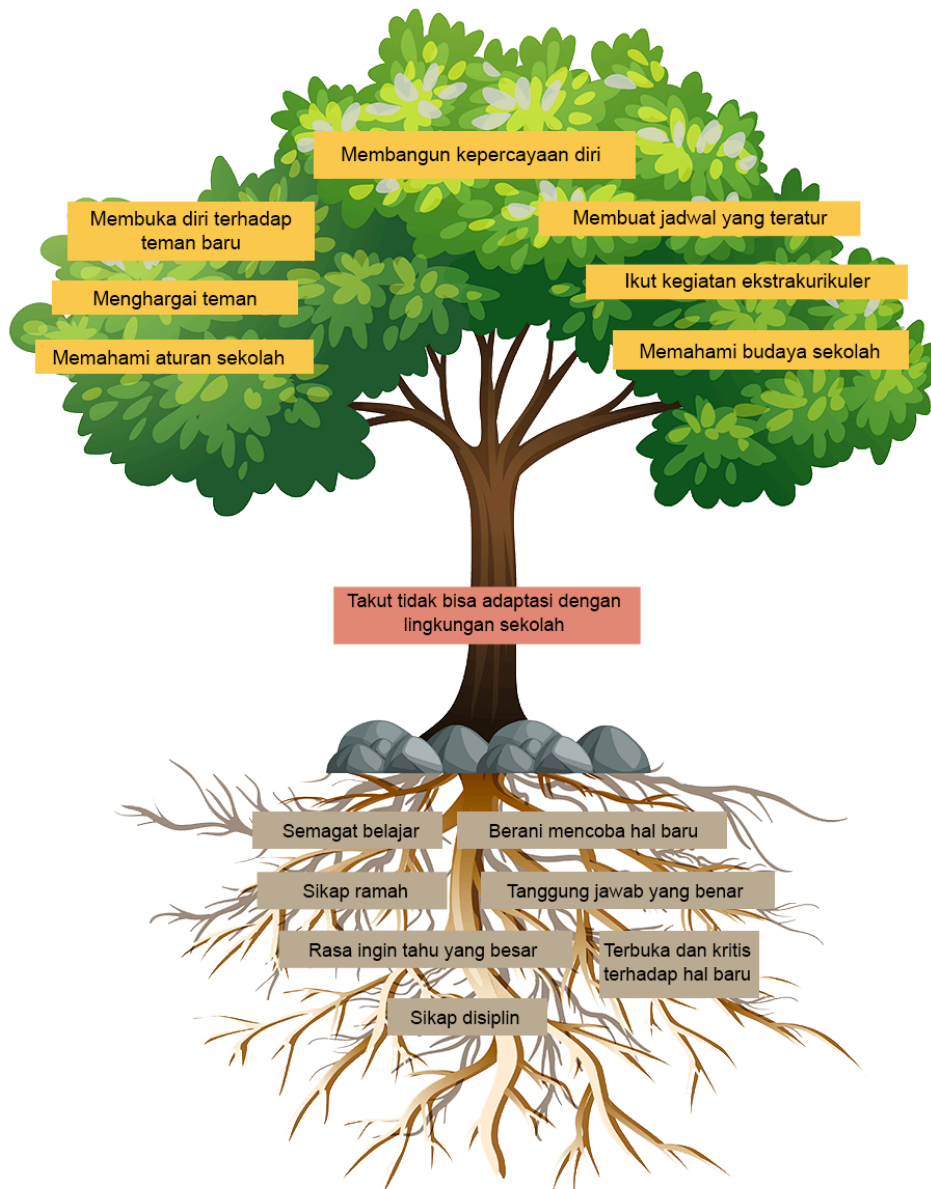 Membangun kepercayaan diri
Membuka diri terhadap
teman baru
Membuat jadwal yang teratur
Menghargai teman
Ikut kegiatan ekstrakurikuler
Memahami aturan sekolah
Memahami budaya sekolah
Takut tidak bisa adaptasi dengan
lingkungan sekolah
Semagat belajar
Berani mencoba hal baru
Sikap ramah
Tanggung jawab yang benar
Rasa ingin tahu yang besar
Terbuka dan kritis
terhadap hal baru
Sikap disiplin